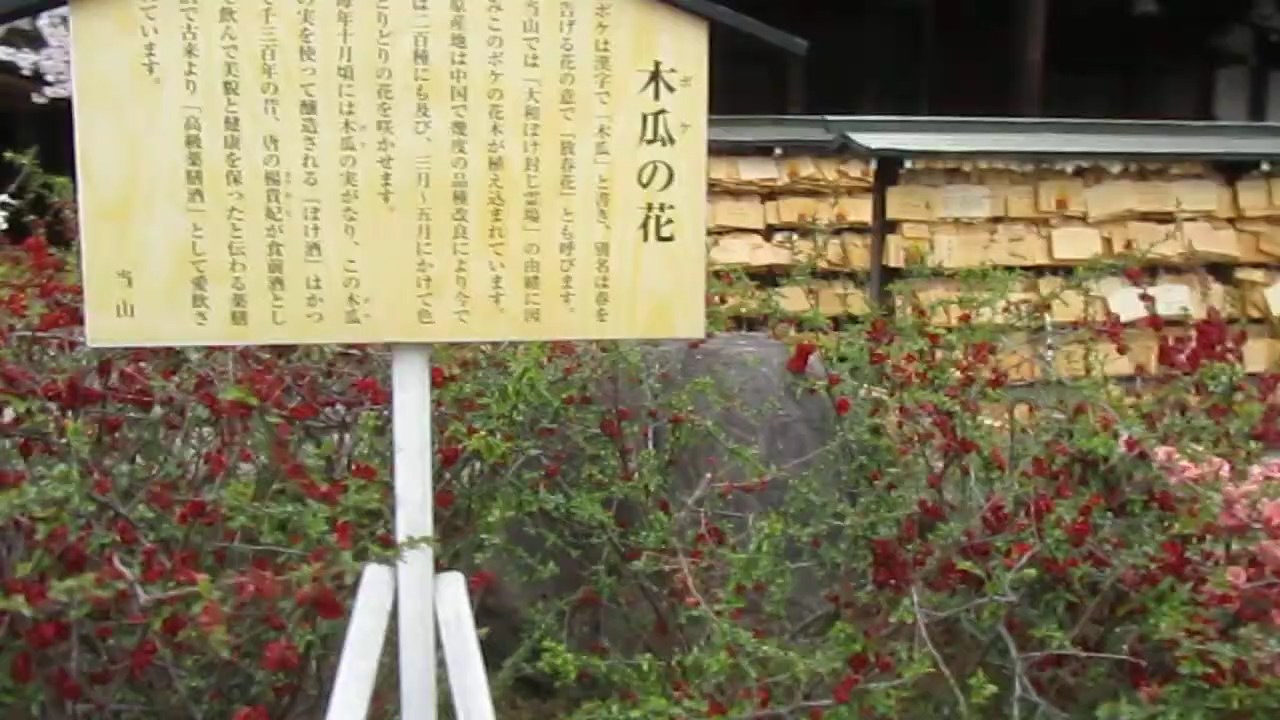 木瓜の花
ボケ
ボケは漢字で「木瓜」と書き、別名は春を
告げる花の意で「放春花」とも呼びます。
当山では「大和ぼけ封じ霊場」の由緒に因
みこのボケの花木が植え込まれています。
原産地は中国で幾度の品種改良により今で
は二百種にも及び、三月~五月にかけて色
とりどりの花を咲かせます。
毎年十月頃には木瓜の実がなり、この木瓜
の実を使って醸造される「ぼけ酒」はかつ
て千三百年の昔、唐の楊貴妃が食前酒とし
て飲んで美貌と健康を保ったと伝わる薬膳
酒で古来より「高級薬膳酒」として愛飲さ
れています。
当山